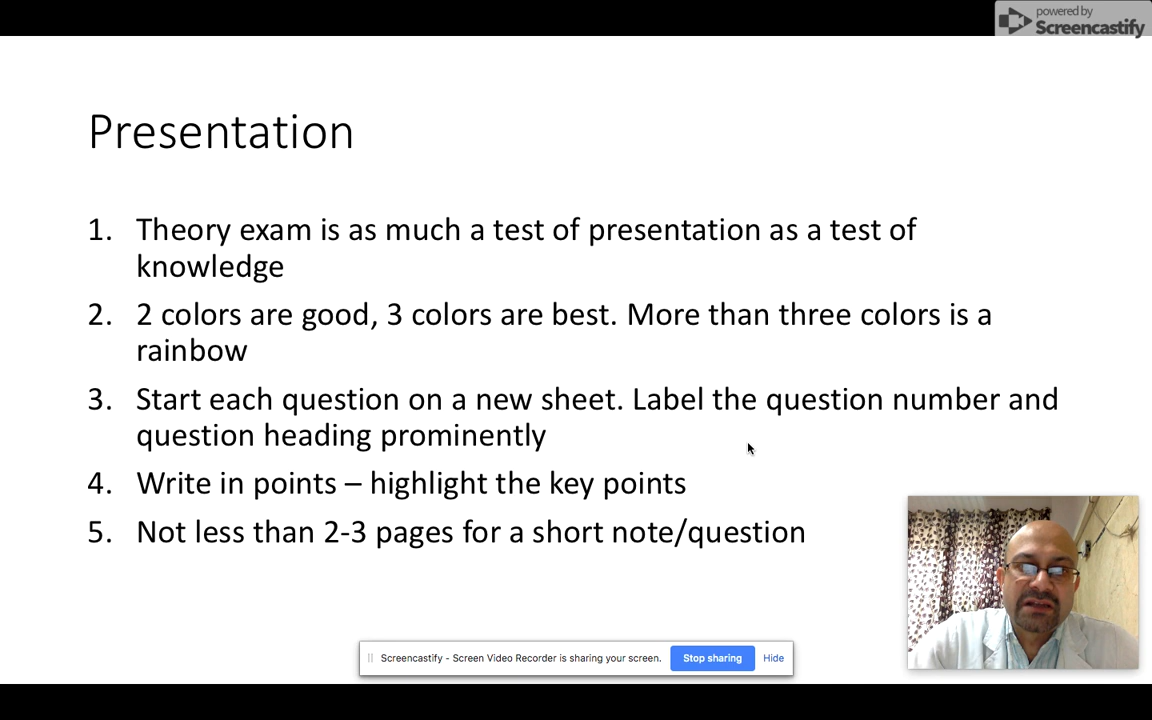 powered by
Screencastify
Presentation
1. Theory exam is as much a test of presentation as a test of
knowledge
2. 2 colors are good, 3 colors are best. More than three colors is a
rainbow
3. Start each question on a new sheet. Label the question number and
question heading prominently
4. Write in points – highlight the key points
5. Not less than 2-3 pages for a short note/question
Screencastify - Screen Video Recorder is sharing your screen. Stop sharing Hide